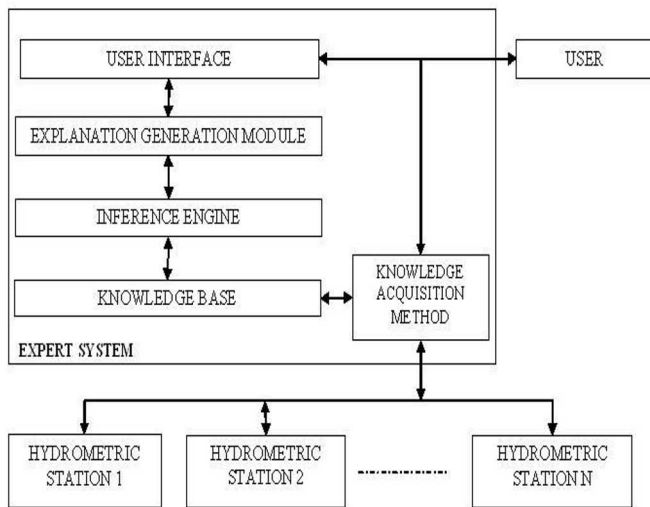 USER INTERFACE
USER
EXPLANATION GENERATION MODULE
INFERENCE ENGINE
KNOWLEDGE BASE
KNOWLEDGE
ACQUISITION
METHOD
EXPERT SYSTEM
HYDROMETRIC
STATION 1
HYDROMETRIC
STATION 2
HYDROMETRIC
STATION N